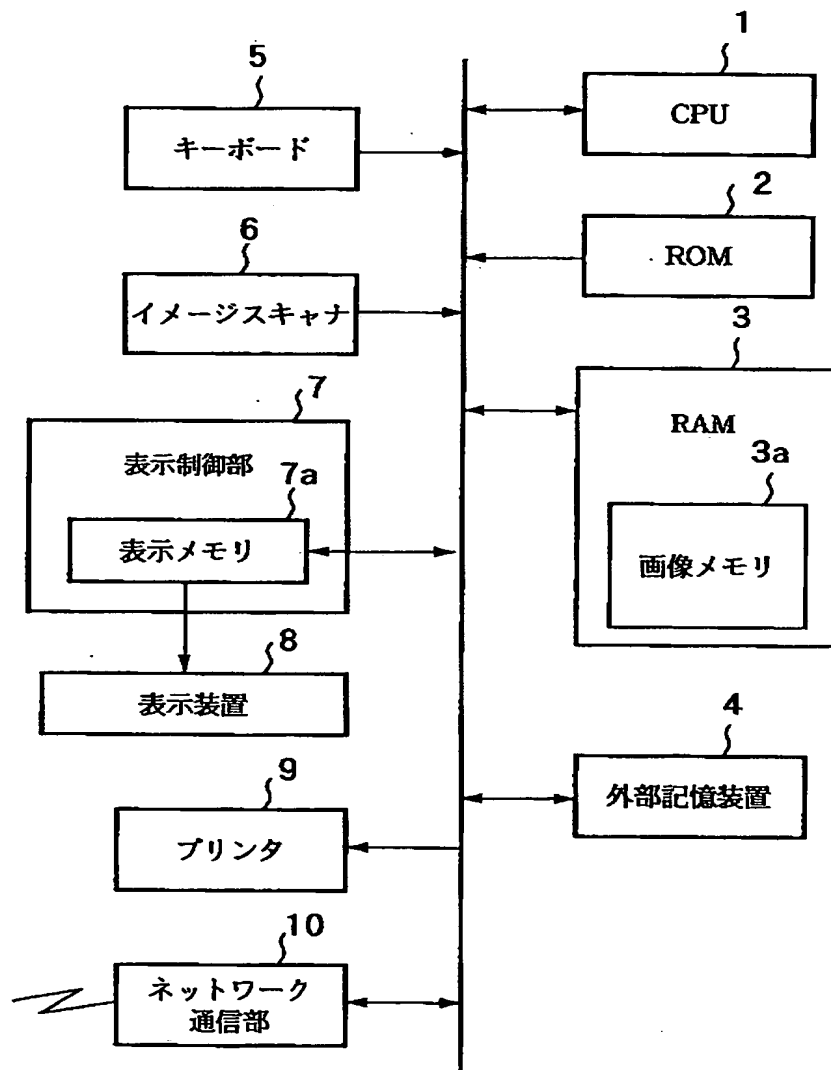 1
CPU
5
キーボード
2
ROM
6
イメージスキャナ
3
RAM
3a
画像メモリ
7
表示制御部
7a
表示メモリ
8
表示装置
4
外部記憶装置
9
プリンタ
10
ネットワーク
通信部